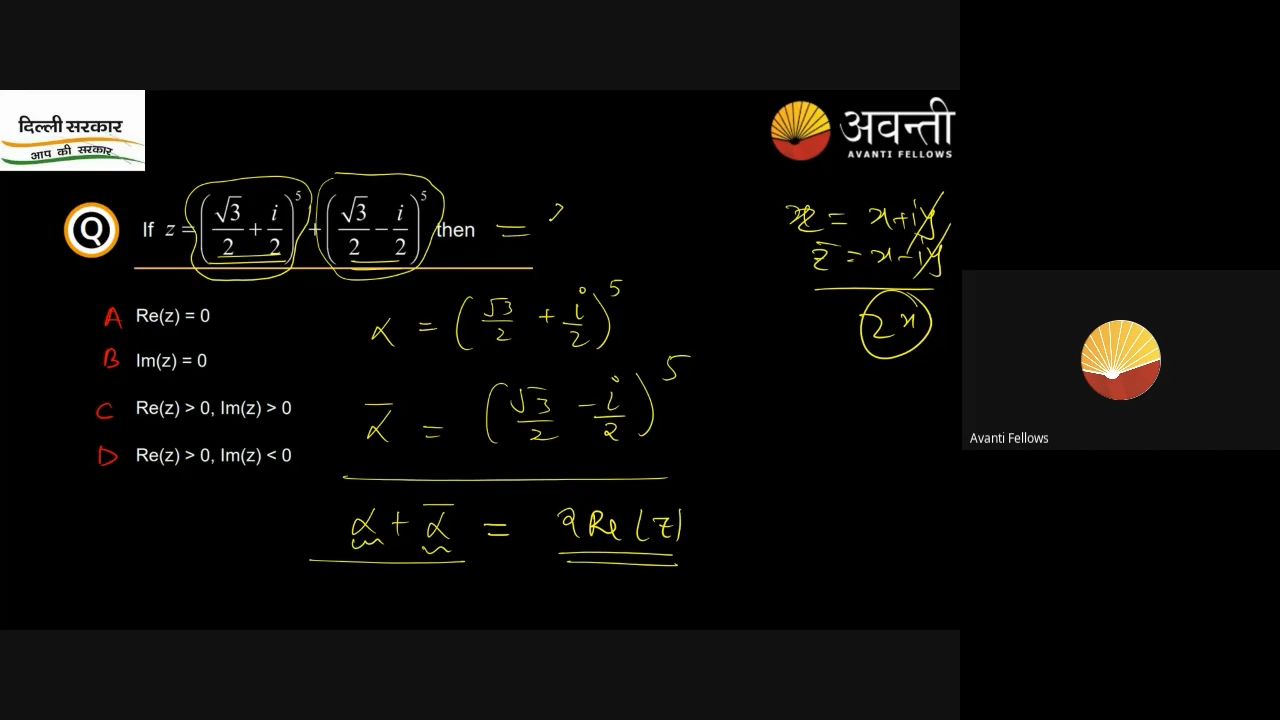 दिल्ली सरकार
आप की सरकार
अवन्ती
AVANTI FELLOWS
Q If z = (√3/2 + i/2)^5 + (√3/2 − i/2)^5 then =
A Re(z) = 0
B Im(z) = 0
C Re(z) > 0, Im(z) > 0
D Re(z) > 0, Im(z) < 0
α = (√3/2 + i/2)^5
ᾱ = (√3/2 − i/2)^5
α + ᾱ = 2Re(z)
z = x+iy
z̄ = x−iy
2x
Avanti Fellows